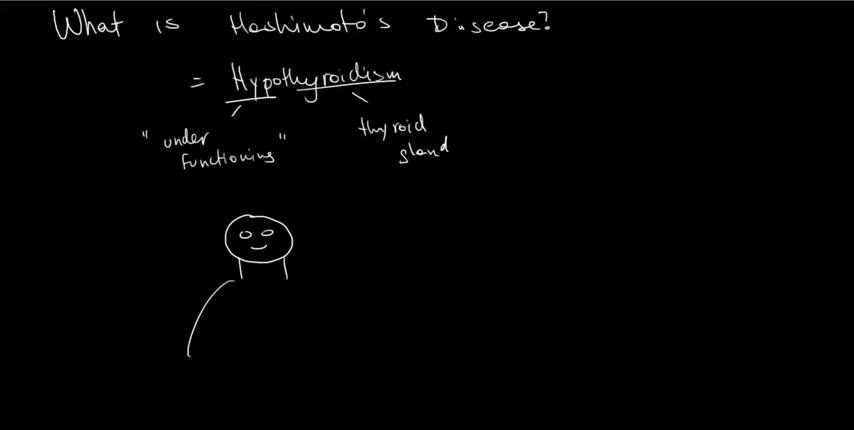 What is Hashimoto's Disease?
= Hypothyroidism
"under
functioning"
thyroid
gland